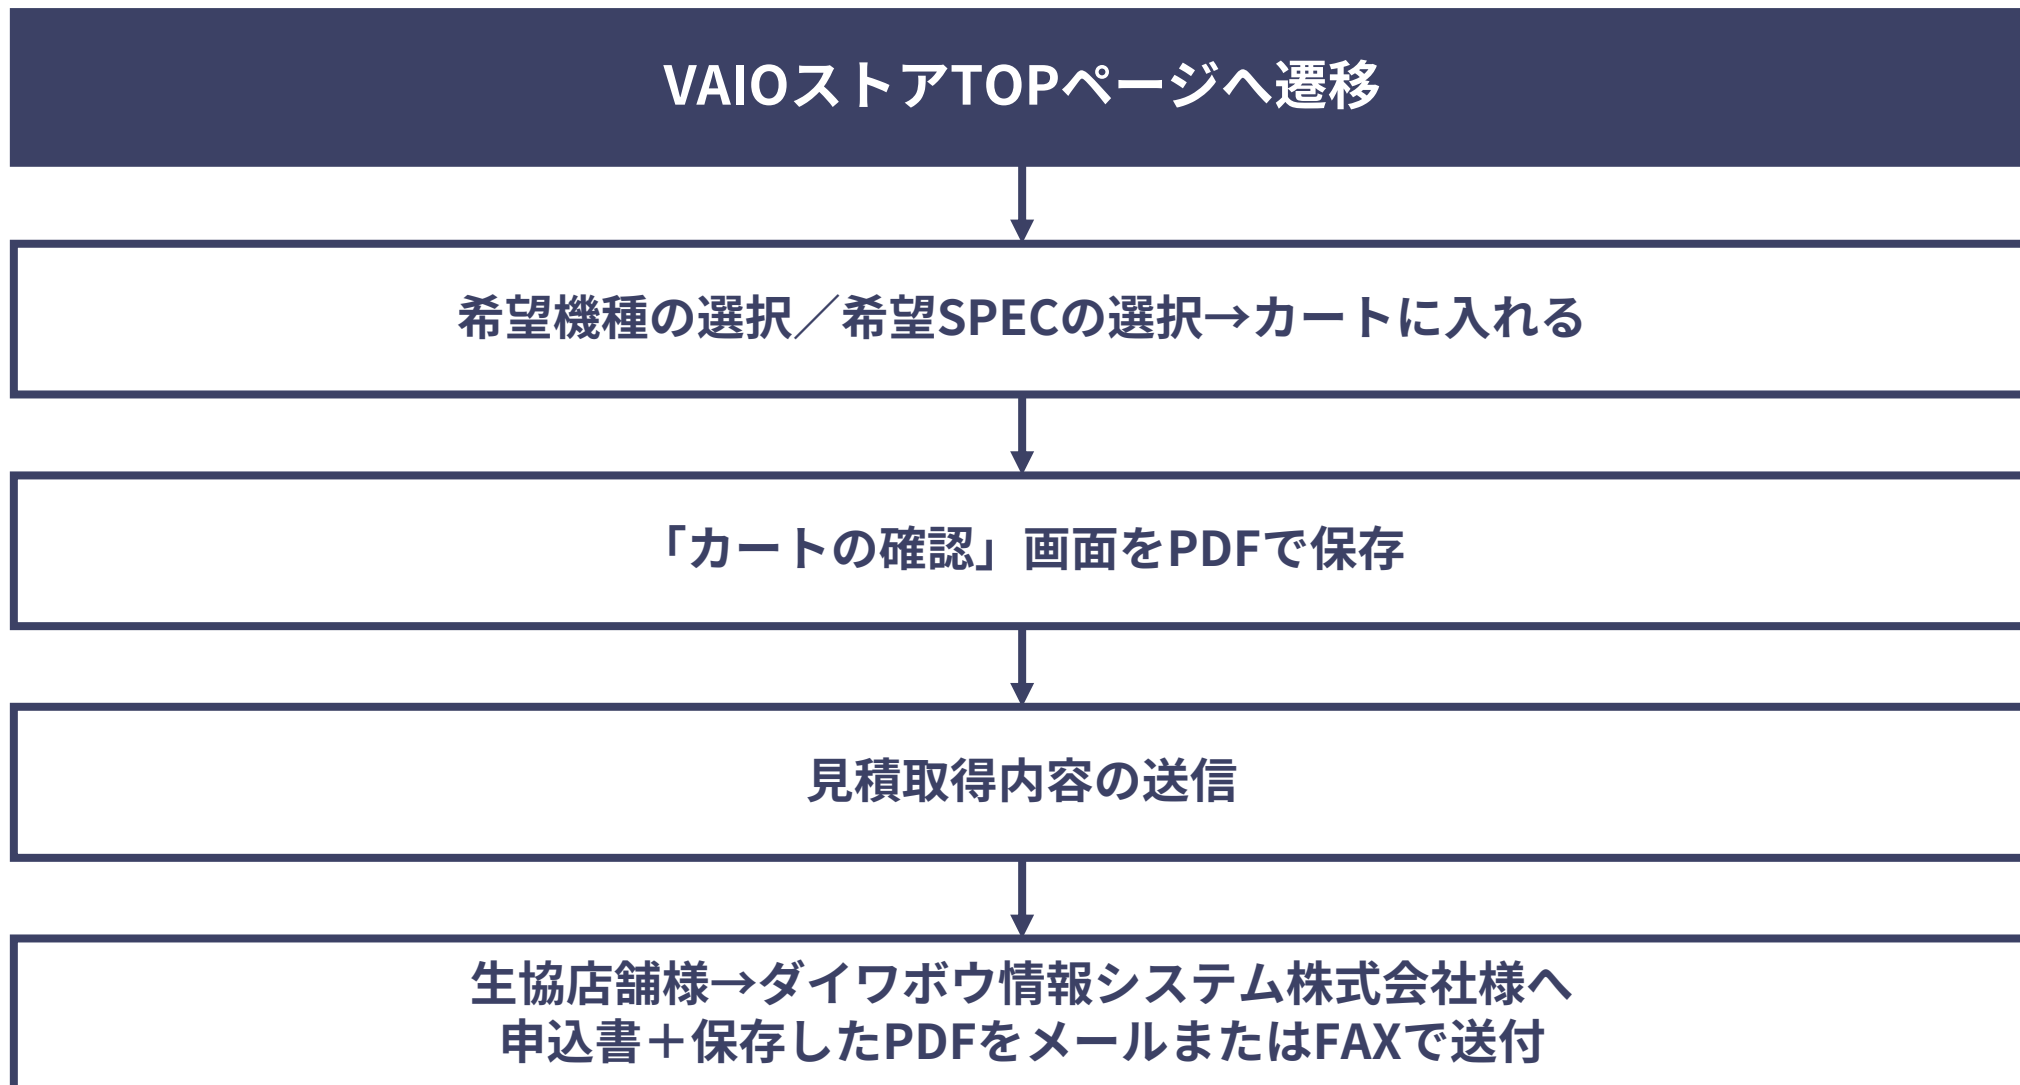 VAIOストアTOPページへ遷移
希望機種の選択／希望SPECの選択→カートに入れる
「カートの確認」画面をPDFで保存
見積取得内容の送信
生協店舗様→ダイワボウ情報システム株式会社様へ
申込書＋保存したPDFをメールまたはFAXで送付